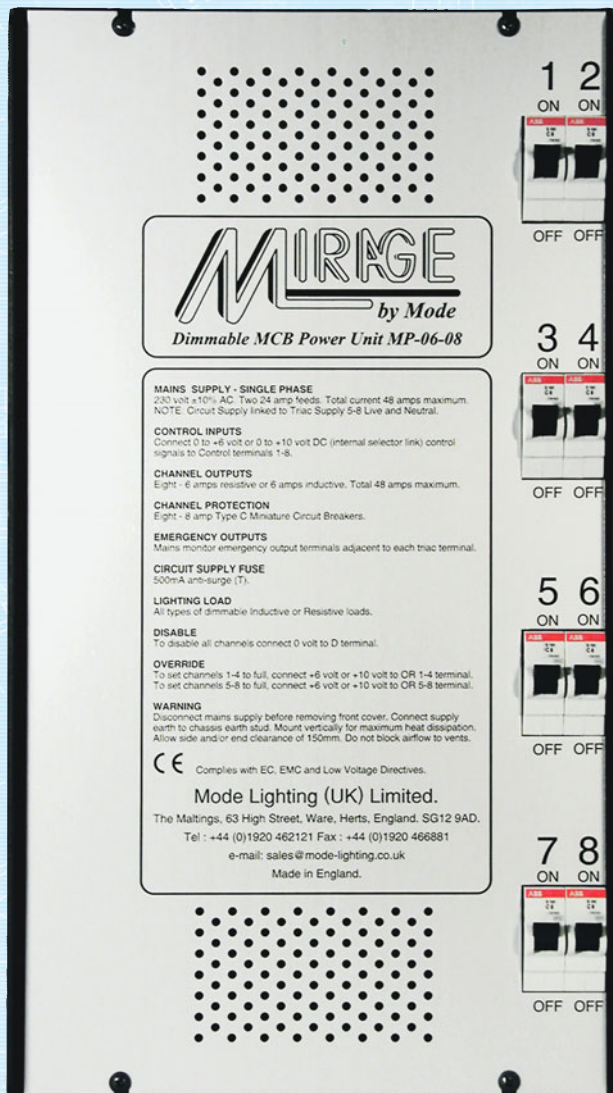 1 2
ON ON
ABB ABB
OFF OFF
MIRAGE
by Mode
Dimmable MCB Power Unit MP-06-08
3 4
ON ON
ABB ABB
OFF OFF
MAINS SUPPLY - SINGLE PHASE
230 volt ±10% AC. Two 24 amp feeds. Total current 48 amps maximum.
NOTE: Circuit Supply linked to Triac Supply 5-8 Live and Neutral.
CONTROL INPUTS
Connect 0 to +6 volt or 0 to +10 volt DC (internal selector link) control
signals to Control terminals 1-8.
CHANNEL OUTPUTS
Eight - 6 amps resistive or 6 amps inductive. Total 48 amps maximum.
CHANNEL PROTECTION
Eight - 8 amp Type C Miniature Circuit Breakers.
EMERGENCY OUTPUTS
Mains monitor emergency output terminals adjacent to each triac terminal.
CIRCUIT SUPPLY FUSE
500mA anti-surge (T).
LIGHTING LOAD
All types of dimmable Inductive or Resistive loads.
DISABLE
To disable all channels connect 0 volt to D terminal.
OVERRIDE
To set channels 1-4 to full, connect +6 volt or +10 volt to OR 1-4 terminal.
To set channels 5-8 to full, connect +6 volt or +10 volt to OR 5-8 terminal.
WARNING
Disconnect mains supply before removing front cover. Connect supply
earth to chassis earth stud. Mount vertically for maximum heat dissipation.
Allow side and/or end clearance of 150mm. Do not block airflow to vents.
CE Complies with EC, EMC and Low Voltage Directives.
Mode Lighting (UK) Limited.
The Maltings, 63 High Street, Ware, Herts, England. SG12 9AD.
Tel : +44 (0)1920 462121 Fax : +44 (0)1920 466881
e-mail: sales@mode-lighting.co.uk
Made in England.
5 6
ON ON
ABB ABB
OFF OFF
7 8
ON ON
ABB ABB
OFF OFF